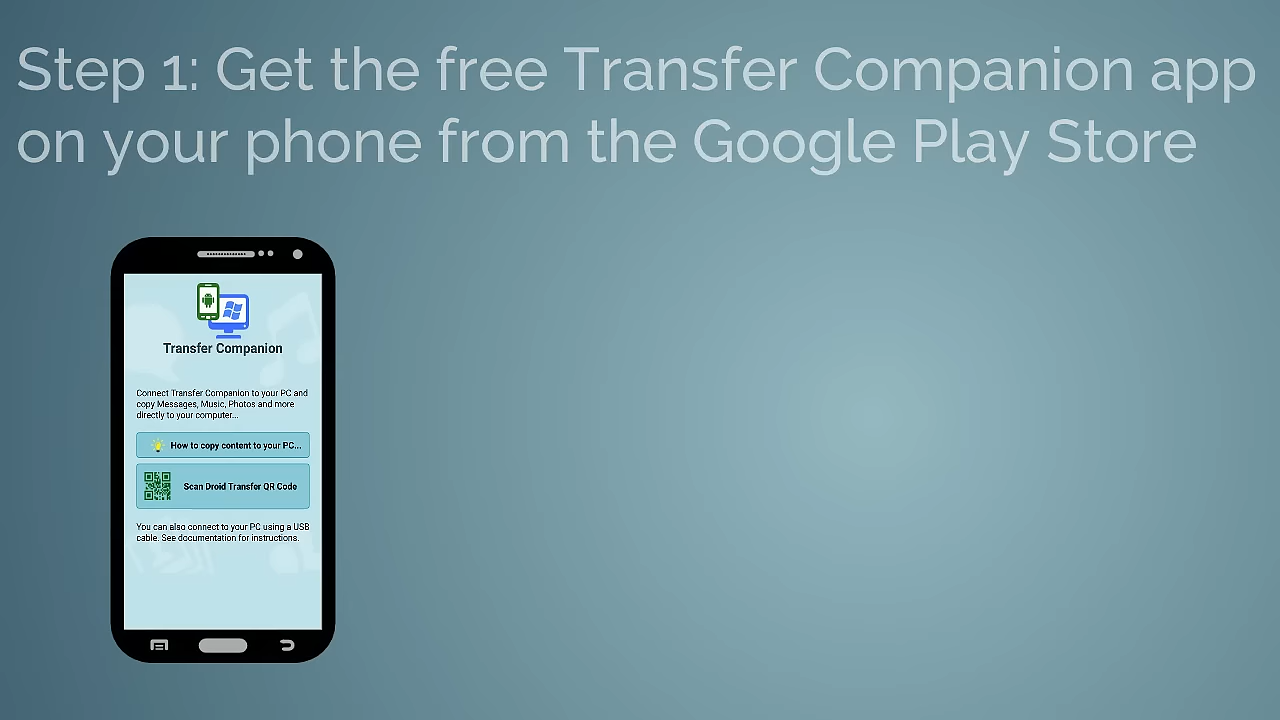 Step 1: Get the free Transfer Companion app
on your phone from the Google Play Store
Transfer Companion
Connect Transfer Companion to your PC and
copy Messages, Music, Photos and more
directly to your computer...
How to copy content to your PC...
Scan Droid Transfer QR Code
You can also connect to your PC using a USB
cable. See documentation for instructions.